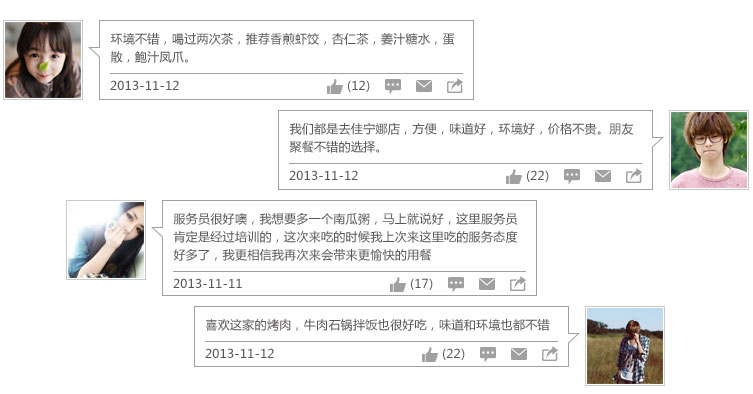 环境不错，喝过两次茶，推荐香煎虾饺，杏仁茶，姜汁糖水，蛋
散，鲍汁凤爪。
2013-11-12 (12)
我们都是去佳宁娜店，方便，味道好，环境好，价格不贵。朋友
聚餐不错的选择。
2013-11-12 (22)
服务员很好噢，我想要多一个南瓜粥，马上就说好，这里服务员
肯定是经过培训的，这次来吃的时候我上次来这里吃的服务态度
好多了，我更相信我再次来会带来更愉快的用餐
2013-11-11 (17)
喜欢这家的烤肉，牛肉石锅拌饭也很好吃，味道和环境也都不错
2013-11-12 (22)